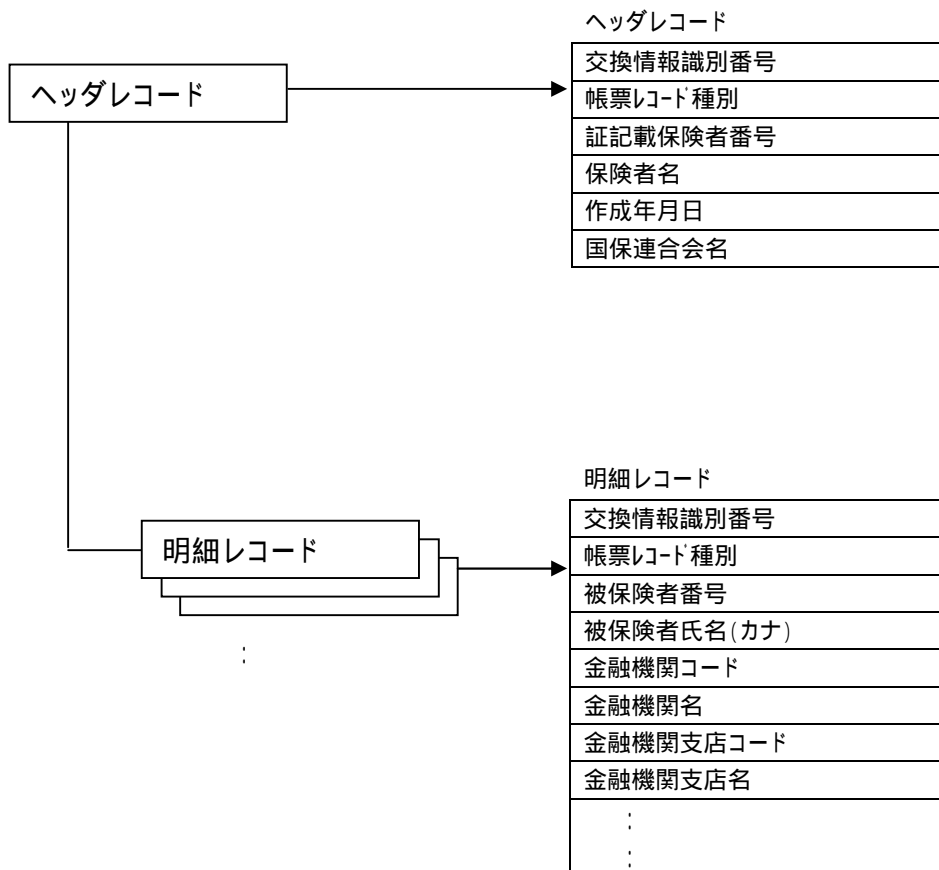 ヘッダレコード
ヘッダレコード
交換情報識別番号
帳票ﾚｺｰﾄﾞ種別
証記載保険者番号
保険者名
作成年月日
国保連合会名
明細レコード
:
明細レコード
交換情報識別番号
帳票ﾚｺｰﾄﾞ種別
被保険者番号
被保険者氏名(カナ)
金融機関コード
金融機関名
金融機関支店コード
金融機関支店名
:
: